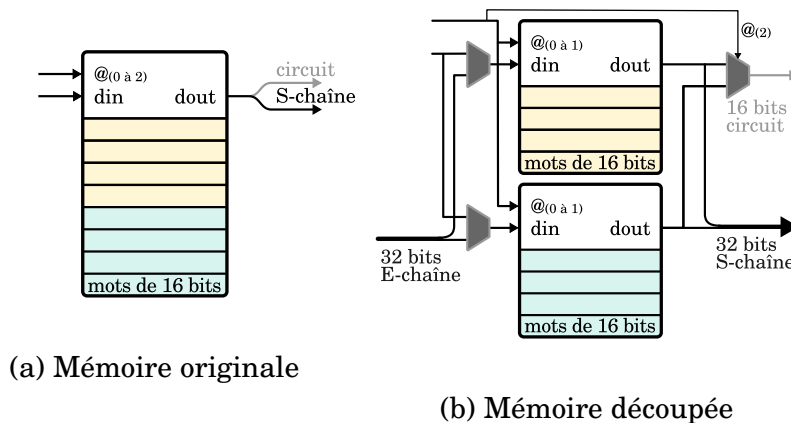 @(0 à 2)
din
dout
circuit
S-chaîne
mots de 16 bits
(a) Mémoire originale
@(2)
@(0 à 1)
din
dout
mots de 16 bits
16 bits
circuit
@(0 à 1)
din
dout
mots de 16 bits
32 bits
E-chaîne
32 bits
S-chaîne
(b) Mémoire découpée